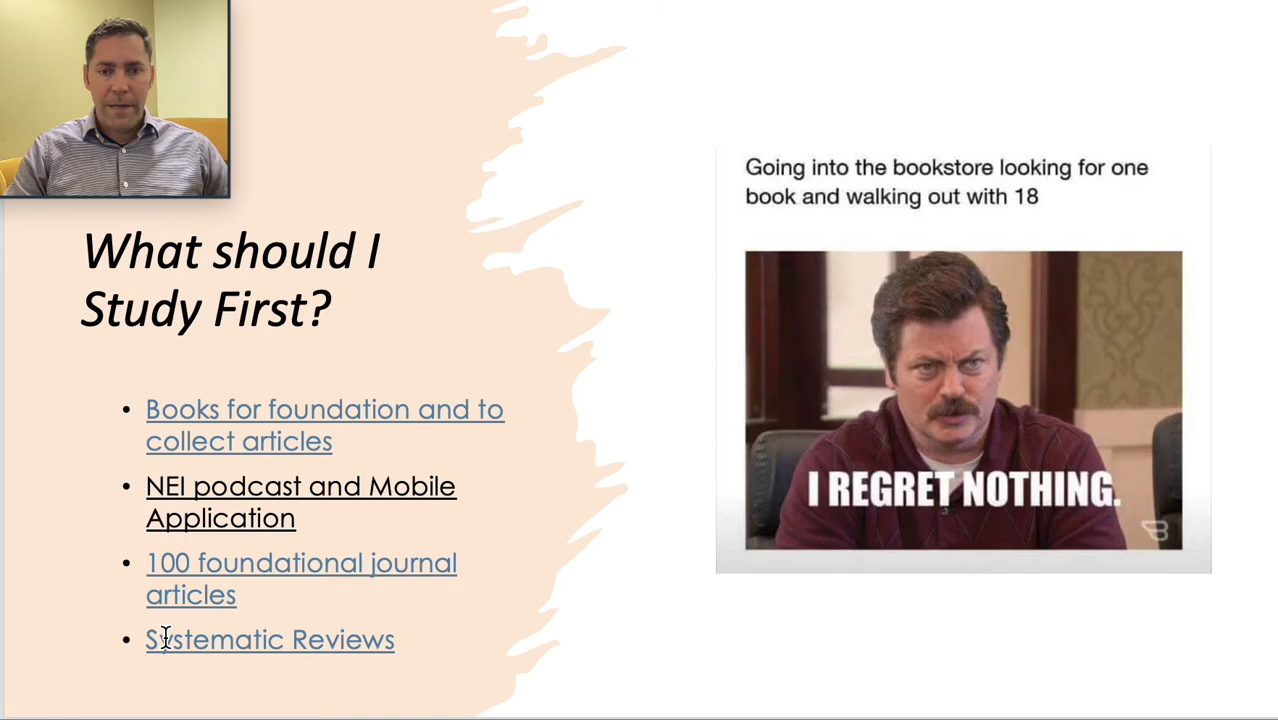 What should I
Study First?
• Books for foundation and to
collect articles
• NEI podcast and Mobile
Application
• 100 foundational journal
articles
• Systematic Reviews
Going into the bookstore looking for one
book and walking out with 18
I REGRET NOTHING.